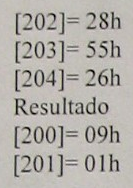 [202]= 28h
[203]= 55h
[204]= 26h
Resultado
[200]= 09h
[201]= 01h